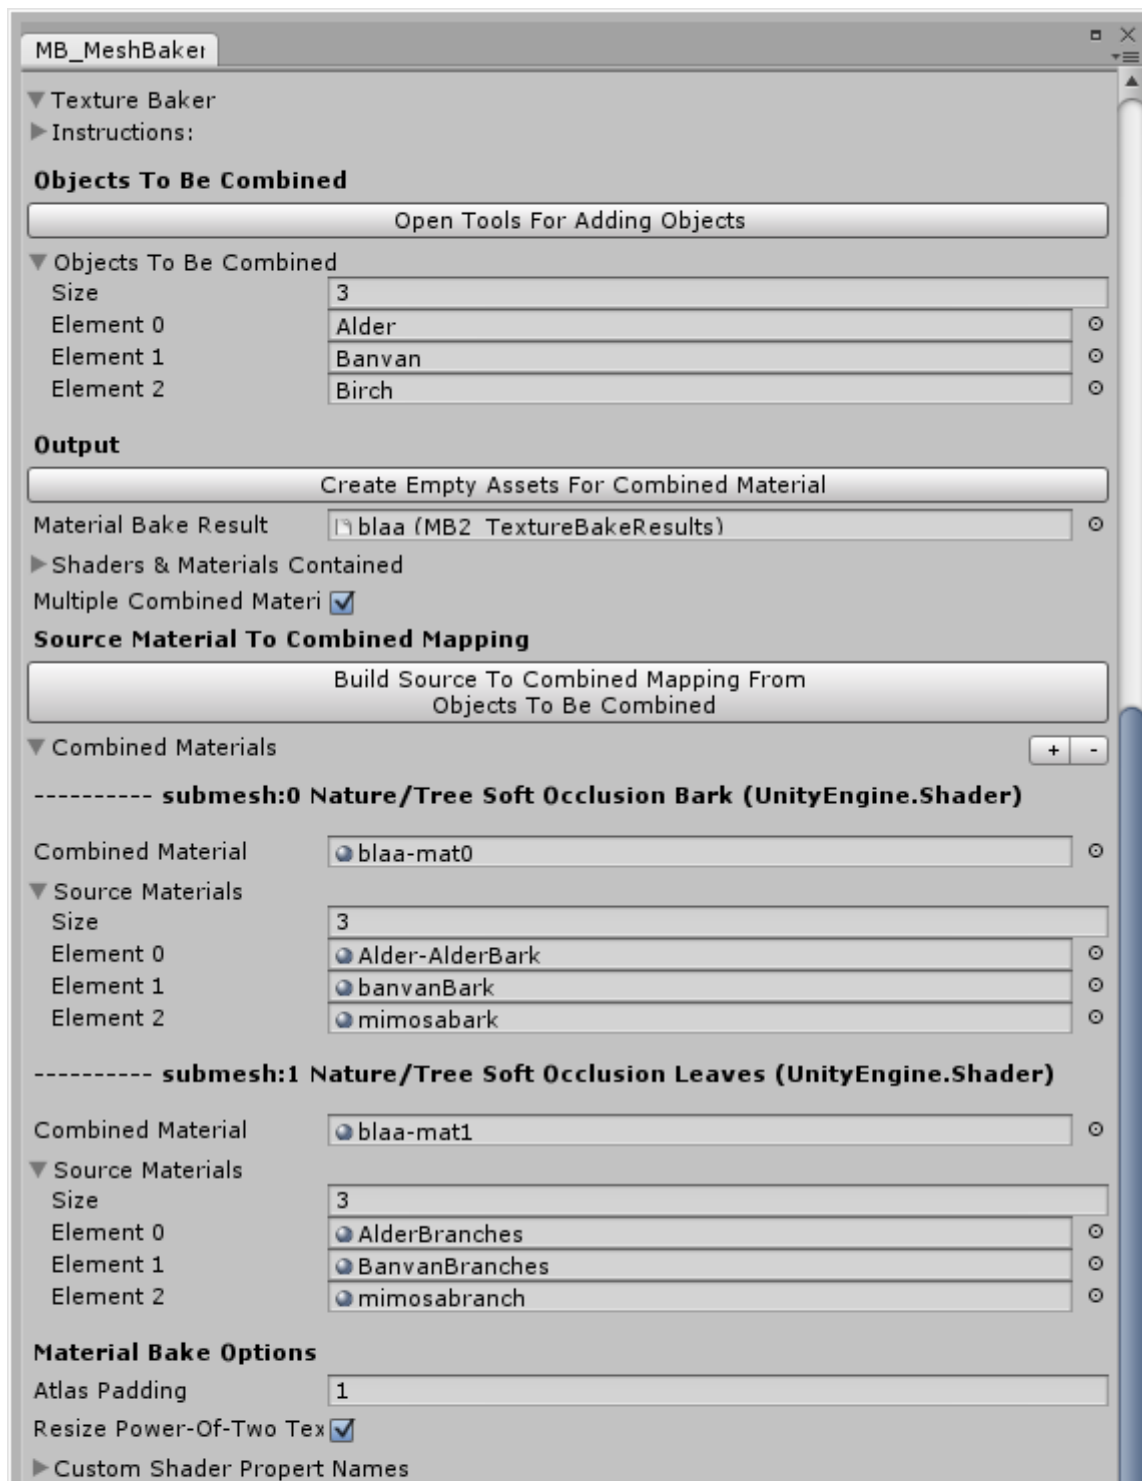 MB_MeshBaker
Texture Baker
Instructions:
Objects To Be Combined
Open Tools For Adding Objects
Objects To Be Combined
Size 3
Element 0 Alder
Element 1 Banvan
Element 2 Birch
Output
Create Empty Assets For Combined Material
Material Bake Result blaa (MB2_TextureBakeResults)
Shaders & Materials Contained
Multiple Combined Materi
Source Material To Combined Mapping
Build Source To Combined Mapping From
Objects To Be Combined
Combined Materials + -
---------- submesh:0 Nature/Tree Soft Occlusion Bark (UnityEngine.Shader)
Combined Material blaa-mat0
Source Materials
Size 3
Element 0 Alder-AlderBark
Element 1 banvanBark
Element 2 mimosabark
---------- submesh:1 Nature/Tree Soft Occlusion Leaves (UnityEngine.Shader)
Combined Material blaa-mat1
Source Materials
Size 3
Element 0 AlderBranches
Element 1 BanvanBranches
Element 2 mimosabranch
Material Bake Options
Atlas Padding 1
Resize Power-Of-Two Tex
Custom Shader Propert Names